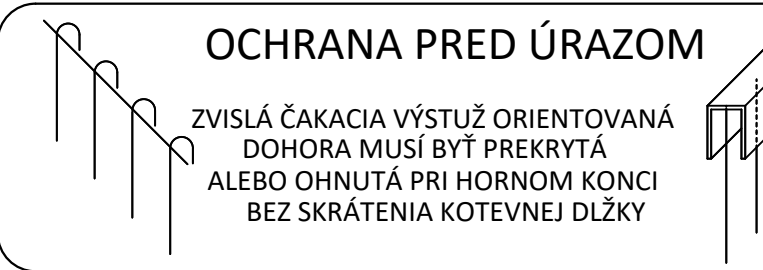 OCHRANA PRED ÚRAZOM
ZVISLÁ ČAKACIA VÝSTUŽ ORIENTOVANÁ
DOHORA MUSÍ BYŤ PREKRYTÁ
ALEBO OHNUTÁ PRI HORNOM KONCI
BEZ SKRÁTENIA KOTEVNEJ DLŽKY